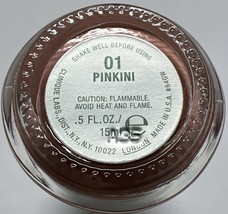 SHAKE WELL BEFORE USING
01
PINKINI
CAUTION: FLAMMABLE.
AVOID HEAT AND FLAME.
.5 FL.OZ./
15ml
CLINIQUE LABS., DIST., N.Y., N.Y. 10022 LONDON MADE IN U.S.A.